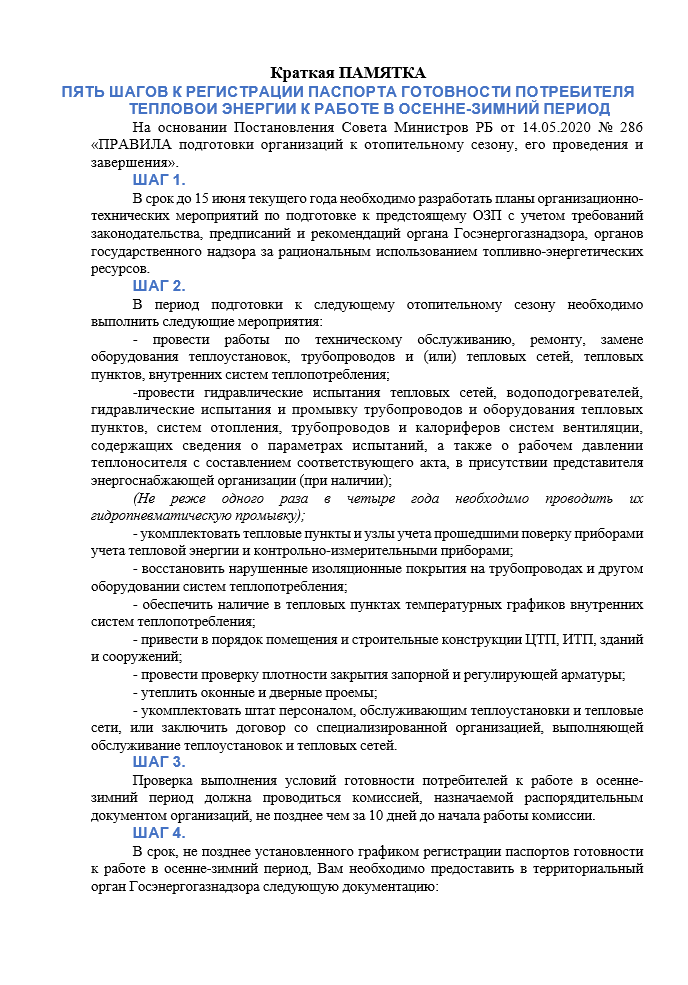 Краткая ПАМЯТКА
ПЯТЬ ШАГОВ К РЕГИСТРАЦИИ ПАСПОРТА ГОТОВНОСТИ ПОТРЕБИТЕЛЯ
ТЕПЛОВОИ ЭНЕРГИИ К РАБОТЕ В ОСЕННЕ-ЗИМНИЙ ПЕРИОД
На основании Постановления Совета Министров РБ от 14.05.2020 № 286
«ПРАВИЛА подготовки организаций к отопительному сезону, его проведения и
завершения».
ШАГ 1.
В срок до 15 июня текущего года необходимо разработать планы организационно-
технических мероприятий по подготовке к предстоящему ОЗП с учетом требований
законодательства, предписаний и рекомендаций органа Госэнергогазнадзора, органов
государственного надзора за рациональным использованием топливно-энергетических
ресурсов.
ШАГ 2.
В период подготовки к следующему отопительному сезону необходимо
выполнить следующие мероприятия:
- провести работы по техническому обслуживанию, ремонту, замене
оборудования теплоустановок, трубопроводов и (или) тепловых сетей, тепловых
пунктов, внутренних систем теплопотребления;
-провести гидравлические испытания тепловых сетей, водоподогревателей,
гидравлические испытания и промывку трубопроводов и оборудования тепловых
пунктов, систем отопления, трубопроводов и калориферов систем вентиляции,
содержащих сведения о параметрах испытаний, а также о рабочем давлении
теплоносителя с составлением соответствующего акта, в присутствии представителя
энергоснабжающей организации (при наличии);
(Не реже одного раза в четыре года необходимо проводить их
гидропневматическую промывку);
- укомплектовать тепловые пункты и узлы учета прошедшими поверку приборами
учета тепловой энергии и контрольно-измерительными приборами;
- восстановить нарушенные изоляционные покрытия на трубопроводах и другом
оборудовании систем теплопотребления;
- обеспечить наличие в тепловых пунктах температурных графиков внутренних
систем теплопотребления;
- привести в порядок помещения и строительные конструкции ЦТП, ИТП, зданий
и сооружений;
- провести проверку плотности закрытия запорной и регулирующей арматуры;
- утеплить оконные и дверные проемы;
- укомплектовать штат персоналом, обслуживающим теплоустановки и тепловые
сети, или заключить договор со специализированной организацией, выполняющей
обслуживание теплоустановок и тепловых сетей.
ШАГ 3.
Проверка выполнения условий готовности потребителей к работе в осенне-
зимний период должна проводиться комиссией, назначаемой распорядительным
документом организаций, не позднее чем за 10 дней до начала работы комиссии.
ШАГ 4.
В срок, не позднее установленного графиком регистрации паспортов готовности
к работе в осенне-зимний период, Вам необходимо предоставить в территориальный
орган Госэнергогазнадзора следующую документацию: